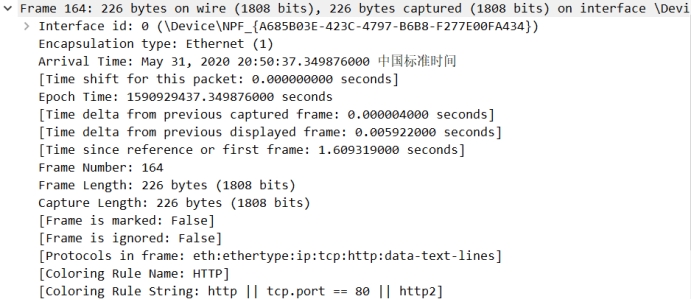 Frame 164: 226 bytes on wire (1808 bits), 226 bytes captured (1808 bits) on interface \Devi
Interface id: 0 (\Device\NPF_{A685B03E-423C-4797-B6B8-F277E00FA434})
Encapsulation type: Ethernet (1)
Arrival Time: May 31, 2020 20:50:37.349876000 中国标准时间
[Time shift for this packet: 0.000000000 seconds]
Epoch Time: 1590929437.349876000 seconds
[Time delta from previous captured frame: 0.000004000 seconds]
[Time delta from previous displayed frame: 0.005922000 seconds]
[Time since reference or first frame: 1.609319000 seconds]
Frame Number: 164
Frame Length: 226 bytes (1808 bits)
Capture Length: 226 bytes (1808 bits)
[Frame is marked: False]
[Frame is ignored: False]
[Protocols in frame: eth:ethertype:ip:tcp:http:data-text-lines]
[Coloring Rule Name: HTTP]
[Coloring Rule String: http || tcp.port == 80 || http2]